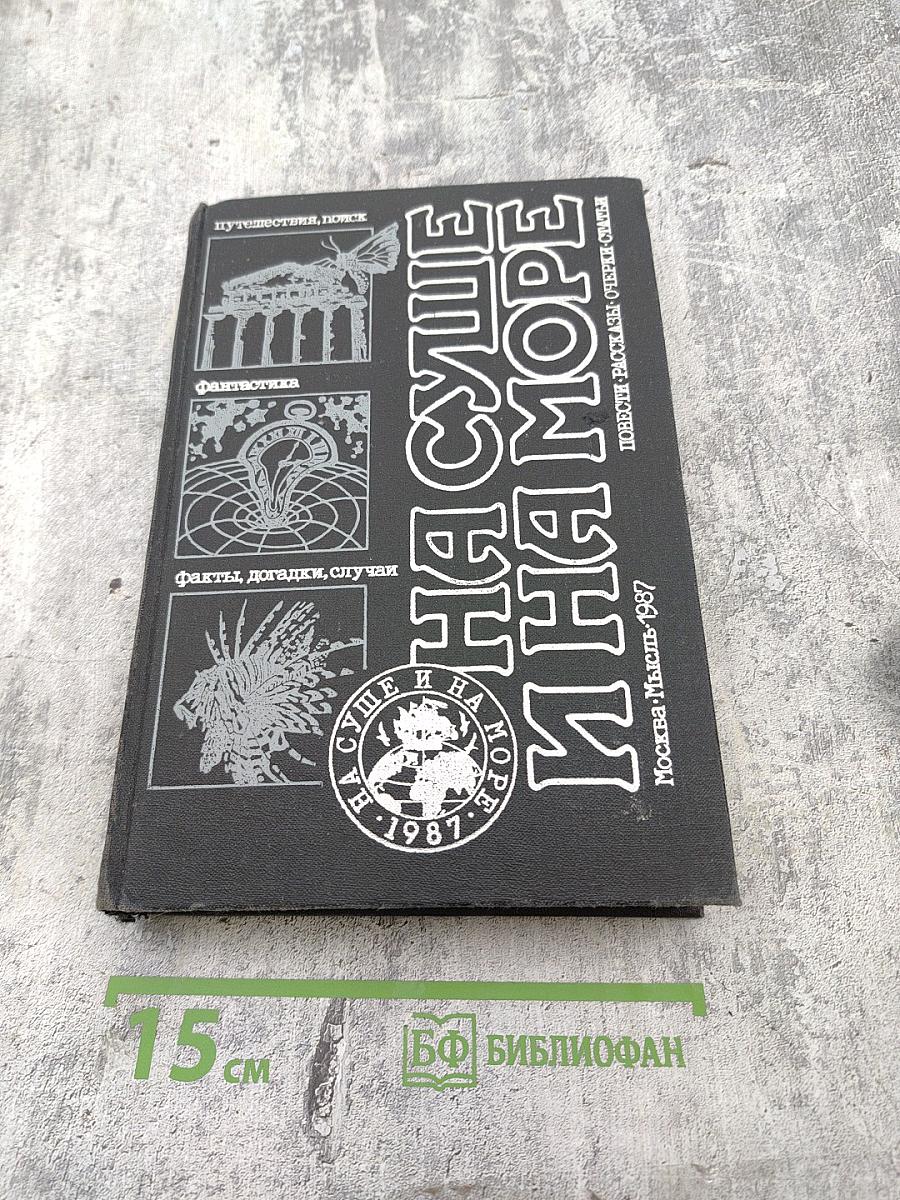 путешествия, поиск
фантастика
факты, догадки, случаи
НА СУШЕ
И НА МОРЕ
ПОВЕСТИ·РАССКАЗЫ·ОЧЕРКИ·СТАТЬИ
Москва·Мысль·1987
НА СУШЕ И НА МОРЕ
·1987·
15 см
БФ БИБЛИОФАН